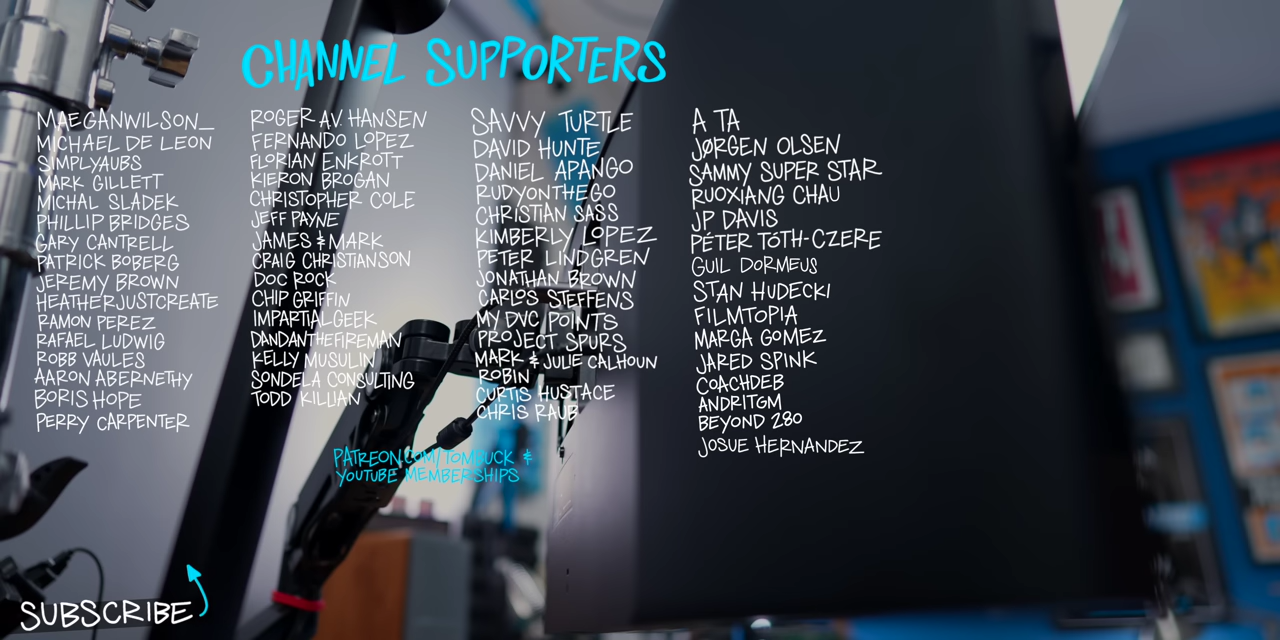 CHANNEL SUPPORTERS
MAEGANWILSON_
MICHAEL DE LEON
SIMPLYAUBS
MARK GILLETT
MICHAL SLADEK
PHILLIP BRIDGES
GARY CANTRELL
PATRICK BOBERG
JEREMY BROWN
HEATHERJUSTCREATE
RAMON PEREZ
RAFAEL LUDWIG
ROBB VAULES
AARON ABERNETHY
BORIS HOPE
PERRY CARPENTER
ROGER A.V. HANSEN
FERNANDO LOPEZ
FLORIAN ENKROTT
KIERON BROGAN
CHRISTOPHER COLE
JEFF PAYNE
JAMES & MARK
CRAIG CHRISTIANSON
DOC ROCK
CHIP GRIFFIN
IMPARTIALGEEK
DANDANTHEFIREMAN
KELLY MUSULIN
SONDELA CONSULTING
TODD KILLIAN
SAVVY TURTLE
DAVID HUNTE
DANIEL APANGO
RUDYONTHEGO
CHRISTIAN SASS
KIMBERLY LOPEZ
PETER LINDGREN
JONATHAN BROWN
CARLOS STEFFENS
MY DVC POINTS
PROJECT SPURS
MARK & JULIE CALHOUN
ROBIN
CURTIS HUSTACE
CHRIS RAUB
A TA
JØRGEN OLSEN
SAMMY SUPER STAR
RUOXIANG CHAU
JP DAVIS
PÉTER TÓTH-CZERE
GUIL DORMEUS
STAN HUDECKI
FILMTOPIA
MARGA GOMEZ
JARED SPINK
COACHDEB
ANDRITGM
BEYOND 280
JOSUE HERNANDEZ
PATREON.COM/TOMBUCK &
YOUTUBE MEMBERSHIPS
SUBSCRIBE